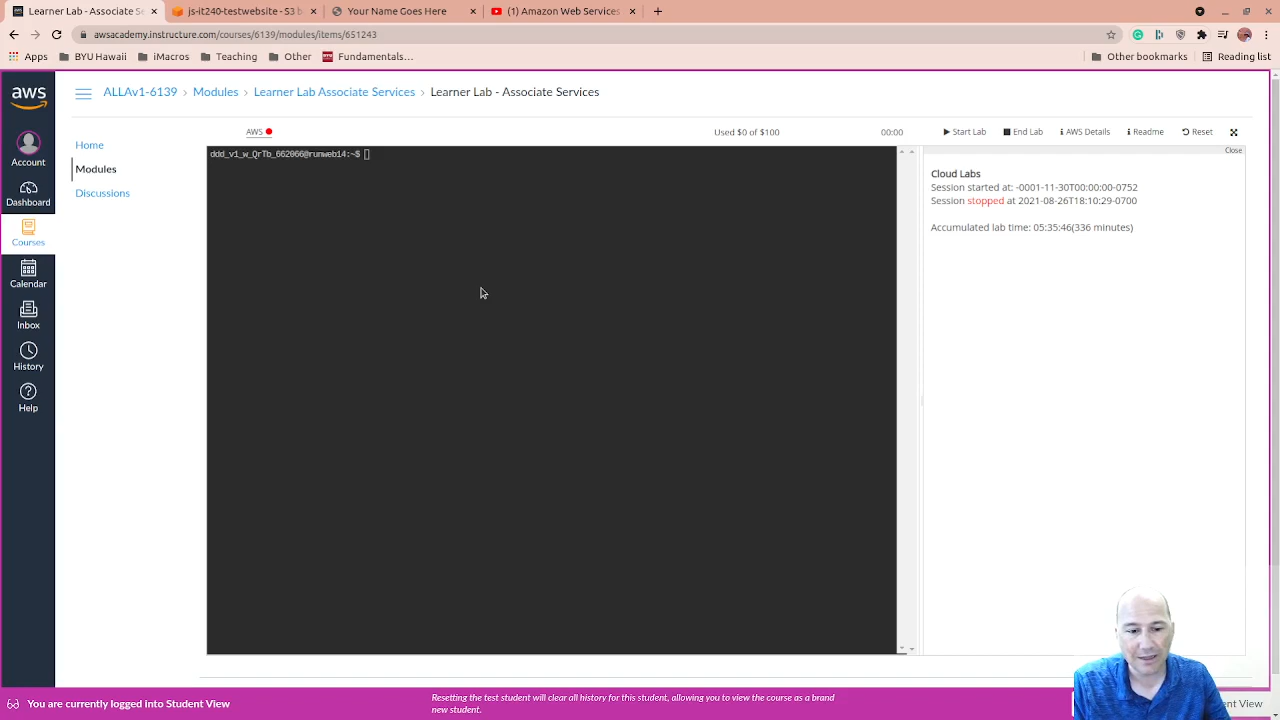 Learner Lab - Associate Se
js-it240-testwebsite - S3 b
Your Name Goes Here
(1) Amazon Web Services
awsacademy.instructure.com/courses/6139/modules/items/651243
Apps
BYU Hawaii
iMacros
Teaching
Other
Fundamentals...
Other bookmarks
Reading list
aws
ALLAv1-6139 › Modules › Learner Lab Associate Services › Learner Lab - Associate Services
Account
Dashboard
Courses
Calendar
Inbox
History
Help
Home
Modules
Discussions
AWS
Used $0 of $100
00:00
Start Lab
End Lab
AWS Details
Readme
Reset
ddd_v1_w_QrTb_662066@runweb14:~$
Close
Cloud Labs
Session started at: -0001-11-30T00:00:00-0752
Session stopped at 2021-08-26T18:10:29-0700
Accumulated lab time: 05:35:46(336 minutes)
You are currently logged into Student View
Resetting the test student will clear all history for this student, allowing you to view the course as a brand
new student.
View